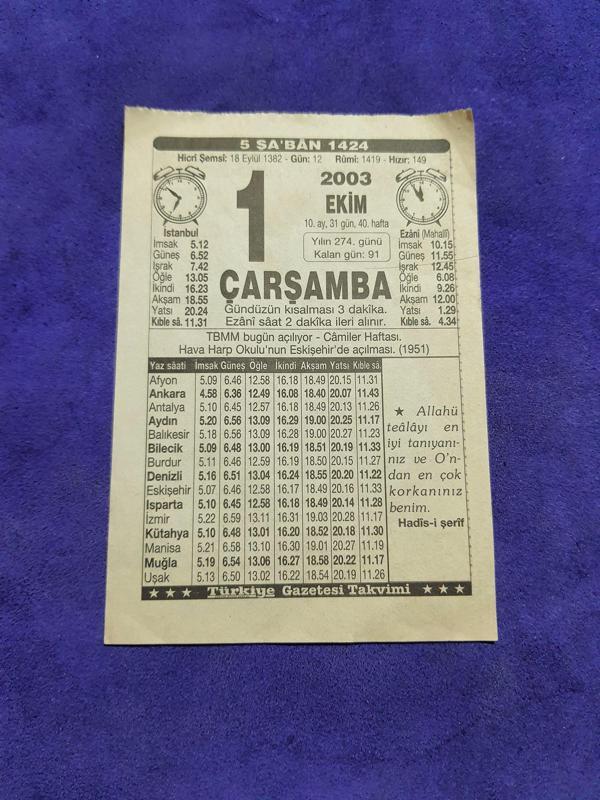 5 ŞA'BÂN 1424
Hicrî Şemsî: 18 Eylül 1382 - Gün: 12 Rûmî: 1419 - Hızır: 149
1
2003
EKİM
10. ay, 31 gün, 40. hafta
Yılın 274. günü
Kalan gün: 91
ÇARŞAMBA
İstanbul
İmsak 5.12
Güneş 6.52
İşrak 7.42
Öğle 13.05
İkindi 16.23
Akşam 18.55
Yatsı 20.24
Kıble sâ. 11.31
Ezânî (Mahallî)
İmsak 10.15
Güneş 11.55
İşrak 12.45
Öğle 6.08
İkindi 9.26
Akşam 12.00
Yatsı 1.29
Kıble sâ. 4.34
Gündüzün kısalması 3 dakîka.
Ezânî sâat 2 dakîka ileri alınır.
TBMM bugün açılıyor - Câmiler Haftası.
Hava Harp Okulu'nun Eskişehir'de açılması. (1951)
Yaz sâati İmsak Güneş Öğle İkindi Akşam Yatsı Kıble sâ.
Afyon 5.09 6.46 12.58 16.18 18.49 20.15 11.31
Ankara 4.58 6.36 12.49 16.08 18.40 20.07 11.43
Antalya 5.10 6.45 12.57 16.18 18.49 20.13 11.26
Aydın 5.20 6.56 13.09 16.29 19.00 20.25 11.17
Balıkesir 5.18 6.56 13.09 16.28 19.00 20.27 11.23
Bilecik 5.09 6.48 13.00 16.19 18.51 20.19 11.33
Burdur 5.11 6.46 12.59 16.19 18.50 20.15 11.27
Denizli 5.16 6.51 13.04 16.24 18.55 20.20 11.22
Eskişehir 5.07 6.46 12.58 16.17 18.49 16.16 11.33
Isparta 5.10 6.45 12.58 16.18 18.49 20.14 11.28
İzmir 5.22 6.59 13.11 16.31 19.03 20.28 11.17
Kütahya 5.10 6.48 13.01 16.20 18.52 20.18 11.30
Manisa 5.21 6.58 13.10 16.30 19.01 20.27 11.19
Muğla 5.19 6.54 13.06 16.27 18.58 20.22 11.17
Uşak 5.13 6.50 13.02 16.22 18.54 20.19 11.26
★ Allahü
teâlâyı en
iyi tanıyanı-
nız ve O'n-
dan en çok
korkanınız
benim.
Hadîs-i şerîf
★ ★ ★ Türkiye Gazetesi Takvimi ★ ★ ★